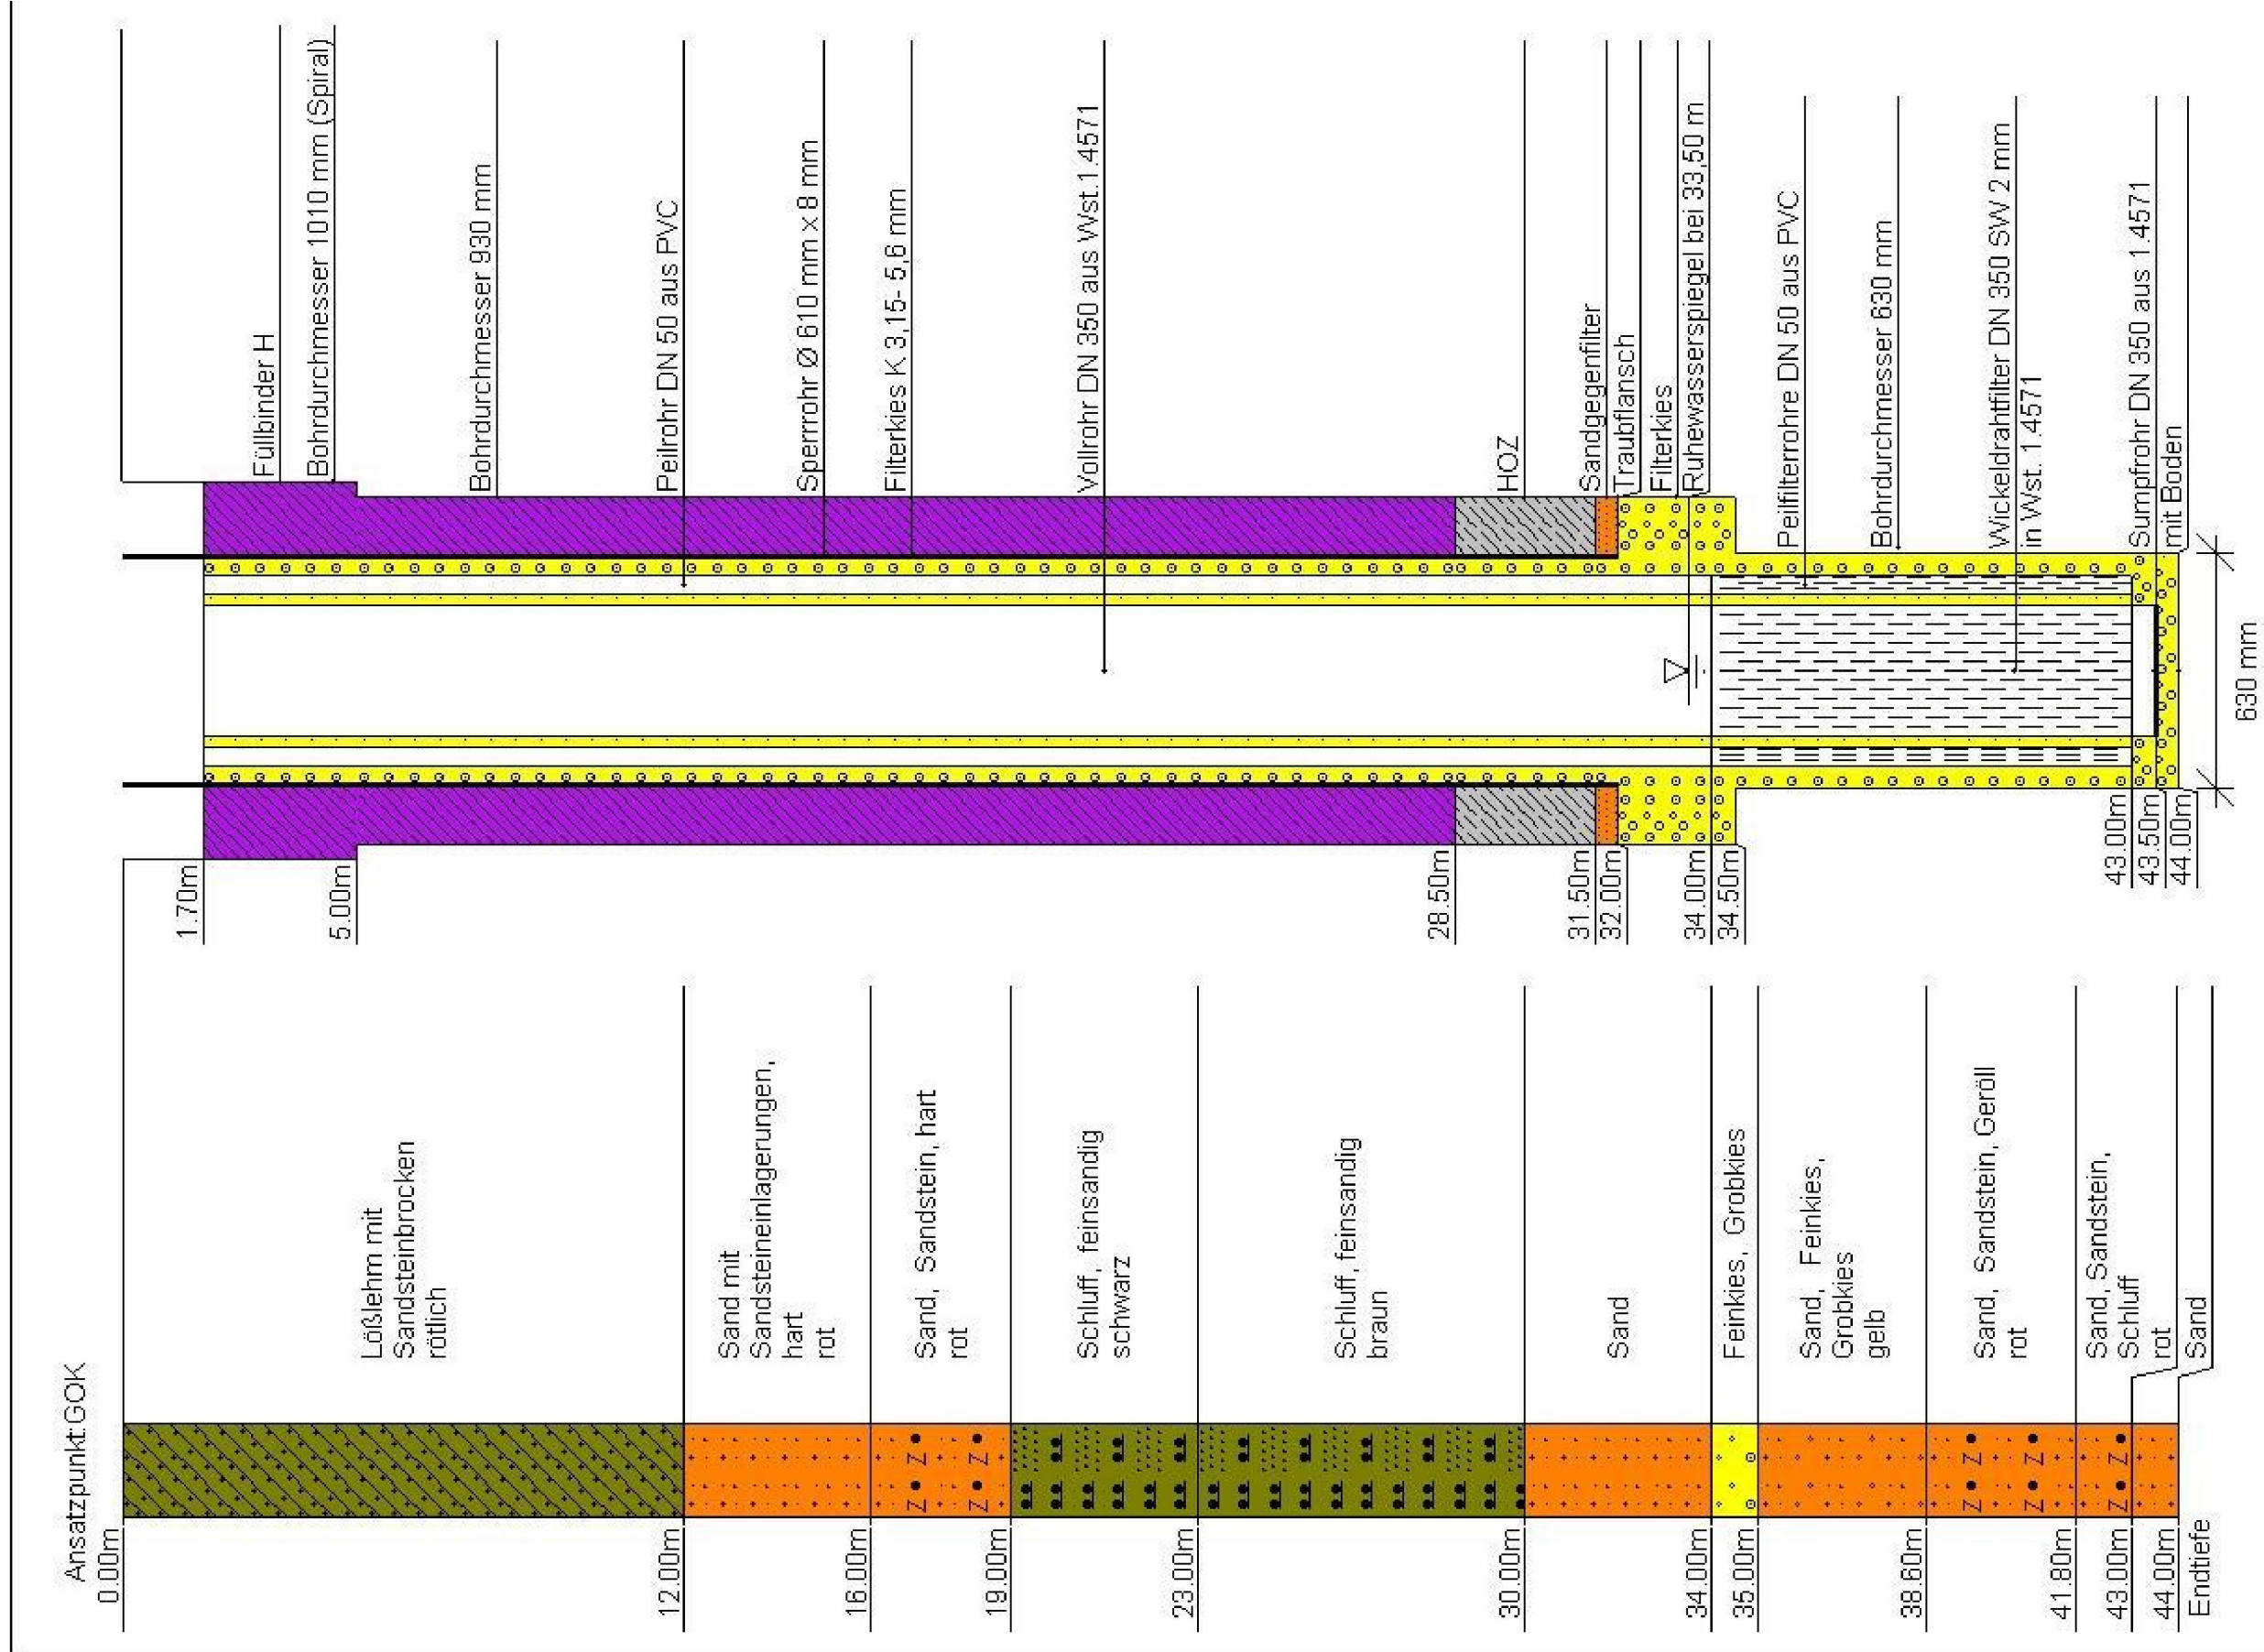 Ansatzpunkt:GOK
0.00m
12.00m
16.00m
19.00m
23.00m
30.00m
34.00m
35.00m
38.60m
41.80m
43.00m
44.00m
Endtiefe
Lößlehm mit
Sandsteinbrocken
rötlich
Sand mit
Sandsteineinlagerungen,
hart
rot
Sand, Sandstein, hart
rot
Schluff, feinsandig
schwarz
Schluff, feinsandig
braun
Sand
Feinkies, Grobkies
Sand, Feinkies,
Grobkies
gelb
Sand, Sandstein, Geröll
rot
Sand, Sandstein,
Schluff
rot
Sand
1.70m
5.00m
28.50m
31.50m
32.00m
34.00m
34.50m
43.00m
43.50m
44.00m
630 mm
Füllbinder H
Bohrdurchmesser 1010 mm (Spiral)
Bohrdurchmesser 930 mm
Peilrohr DN 50 aus PVC
Sperrrohr Ø 610 mm x 8 mm
Filterkies K 3,15- 5,6 mm
Vollrohr DN 350 aus Wst.1.4571
HOZ
Sandgegenfilter
Traubflansch
Filterkies
Ruhewasserspiegel bei 33,50 m
Peilfilterrohre DN 50 aus PVC
Bohrdurchmesser 630 mm
Wickeldrahtfilter DN 350 SW 2 mm
in Wst. 1.4571
Sumpfrohr DN 350 aus 1.4571
mit Boden